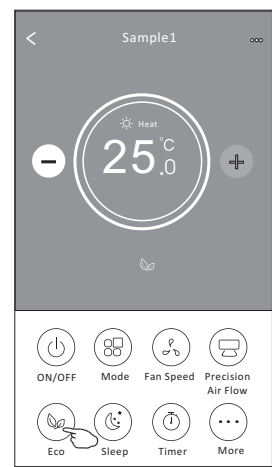 Sample1
Heat
25.0°C
ON/OFF Mode Fan Speed Precision Air Flow
Eco Sleep Timer More